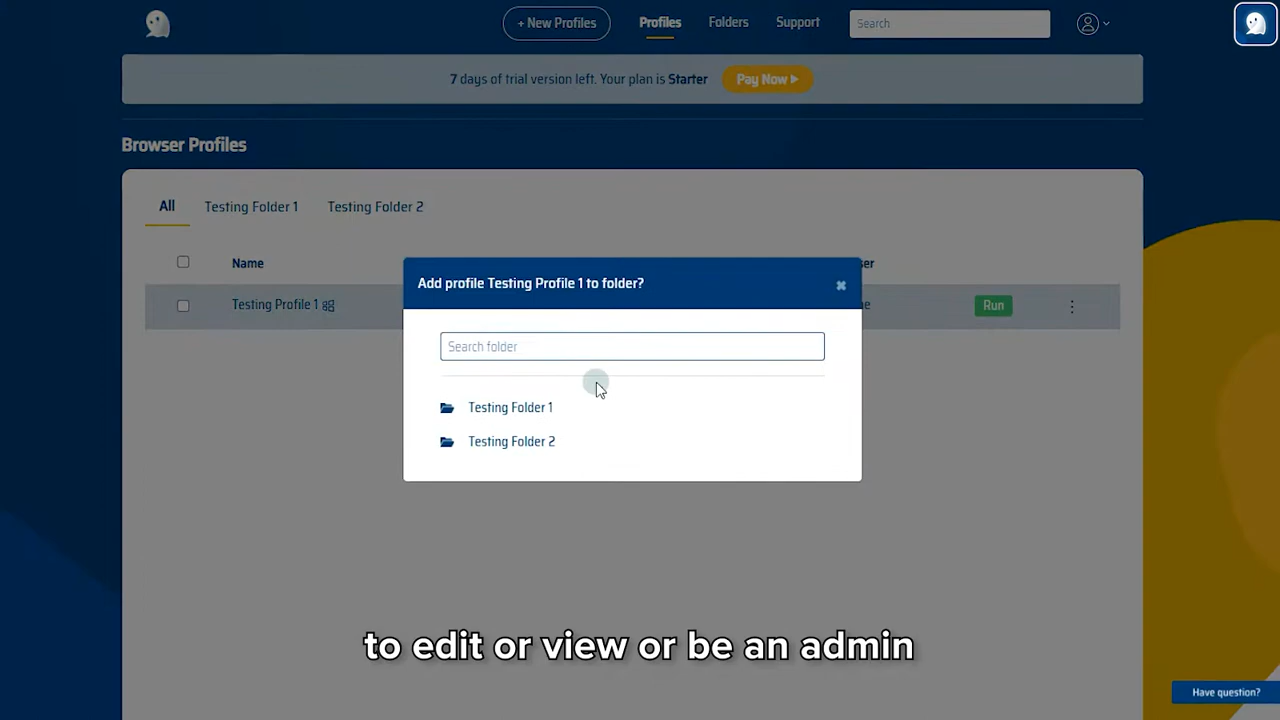 + New Profiles
Profiles
Folders
Support
Search
7 days of trial version left. Your plan is Starter
Pay Now
Browser Profiles
All
Testing Folder 1
Testing Folder 2
Name
Testing Profile 1
Run
Add profile Testing Profile 1 to folder?
Search folder
Testing Folder 1
Testing Folder 2
to edit or view or be an admin
Have question?